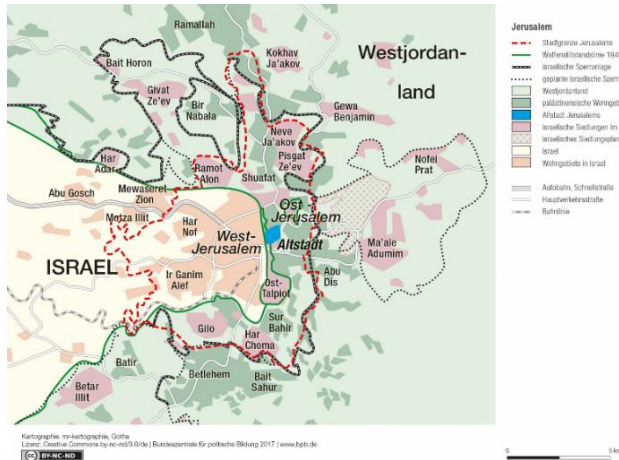 Ramallah
Kokhav
Ja'akov
Westjordan-
land
Bait Horon
Givat
Ze'ev
Bir
Nabala
Gewa
Benjamin
Neve
Ja'akov
Pisgat
Ze'ev
Har
Adar
Ramot
Alon
Shuafat
Nofei
Prat
Abu Gosch
Mewaseret
Zion
Ost
Jerusalem
Motza Illit
Har
Nof
West-
Jerusalem
Altstadt
Ma'ale
Adumim
ISRAEL
Ir Ganim
Alef
Abu
Dis
Ost-
Talpiot
Sur
Bahir
Gilo
Har
Choma
Batir
Betlehem
Bait
Sahur
Betar
Illit
Jerusalem
Stadtgrenze Jerusalems
Waffenstillstandslinie 194
israelische Sperranlage
geplante israelische Sperr
Westjordanland
palästinensische Wohngeb
Altstadt Jerusalems
israelische Siedlungen im
israelisches Siedlungsplan
Israel
Wohngebiete in Israel
Autobahn, Schnellstraße
Hauptverkehrsstraße
Bahnlinie
Kartographie: mr-kartographie, Gotha
Lizenz: Creative Commons by-nc-nd/3.0/de | Bundeszentrale für politische Bildung 2017 | www.bpb.de
CC BY-NC-ND
0 5 km